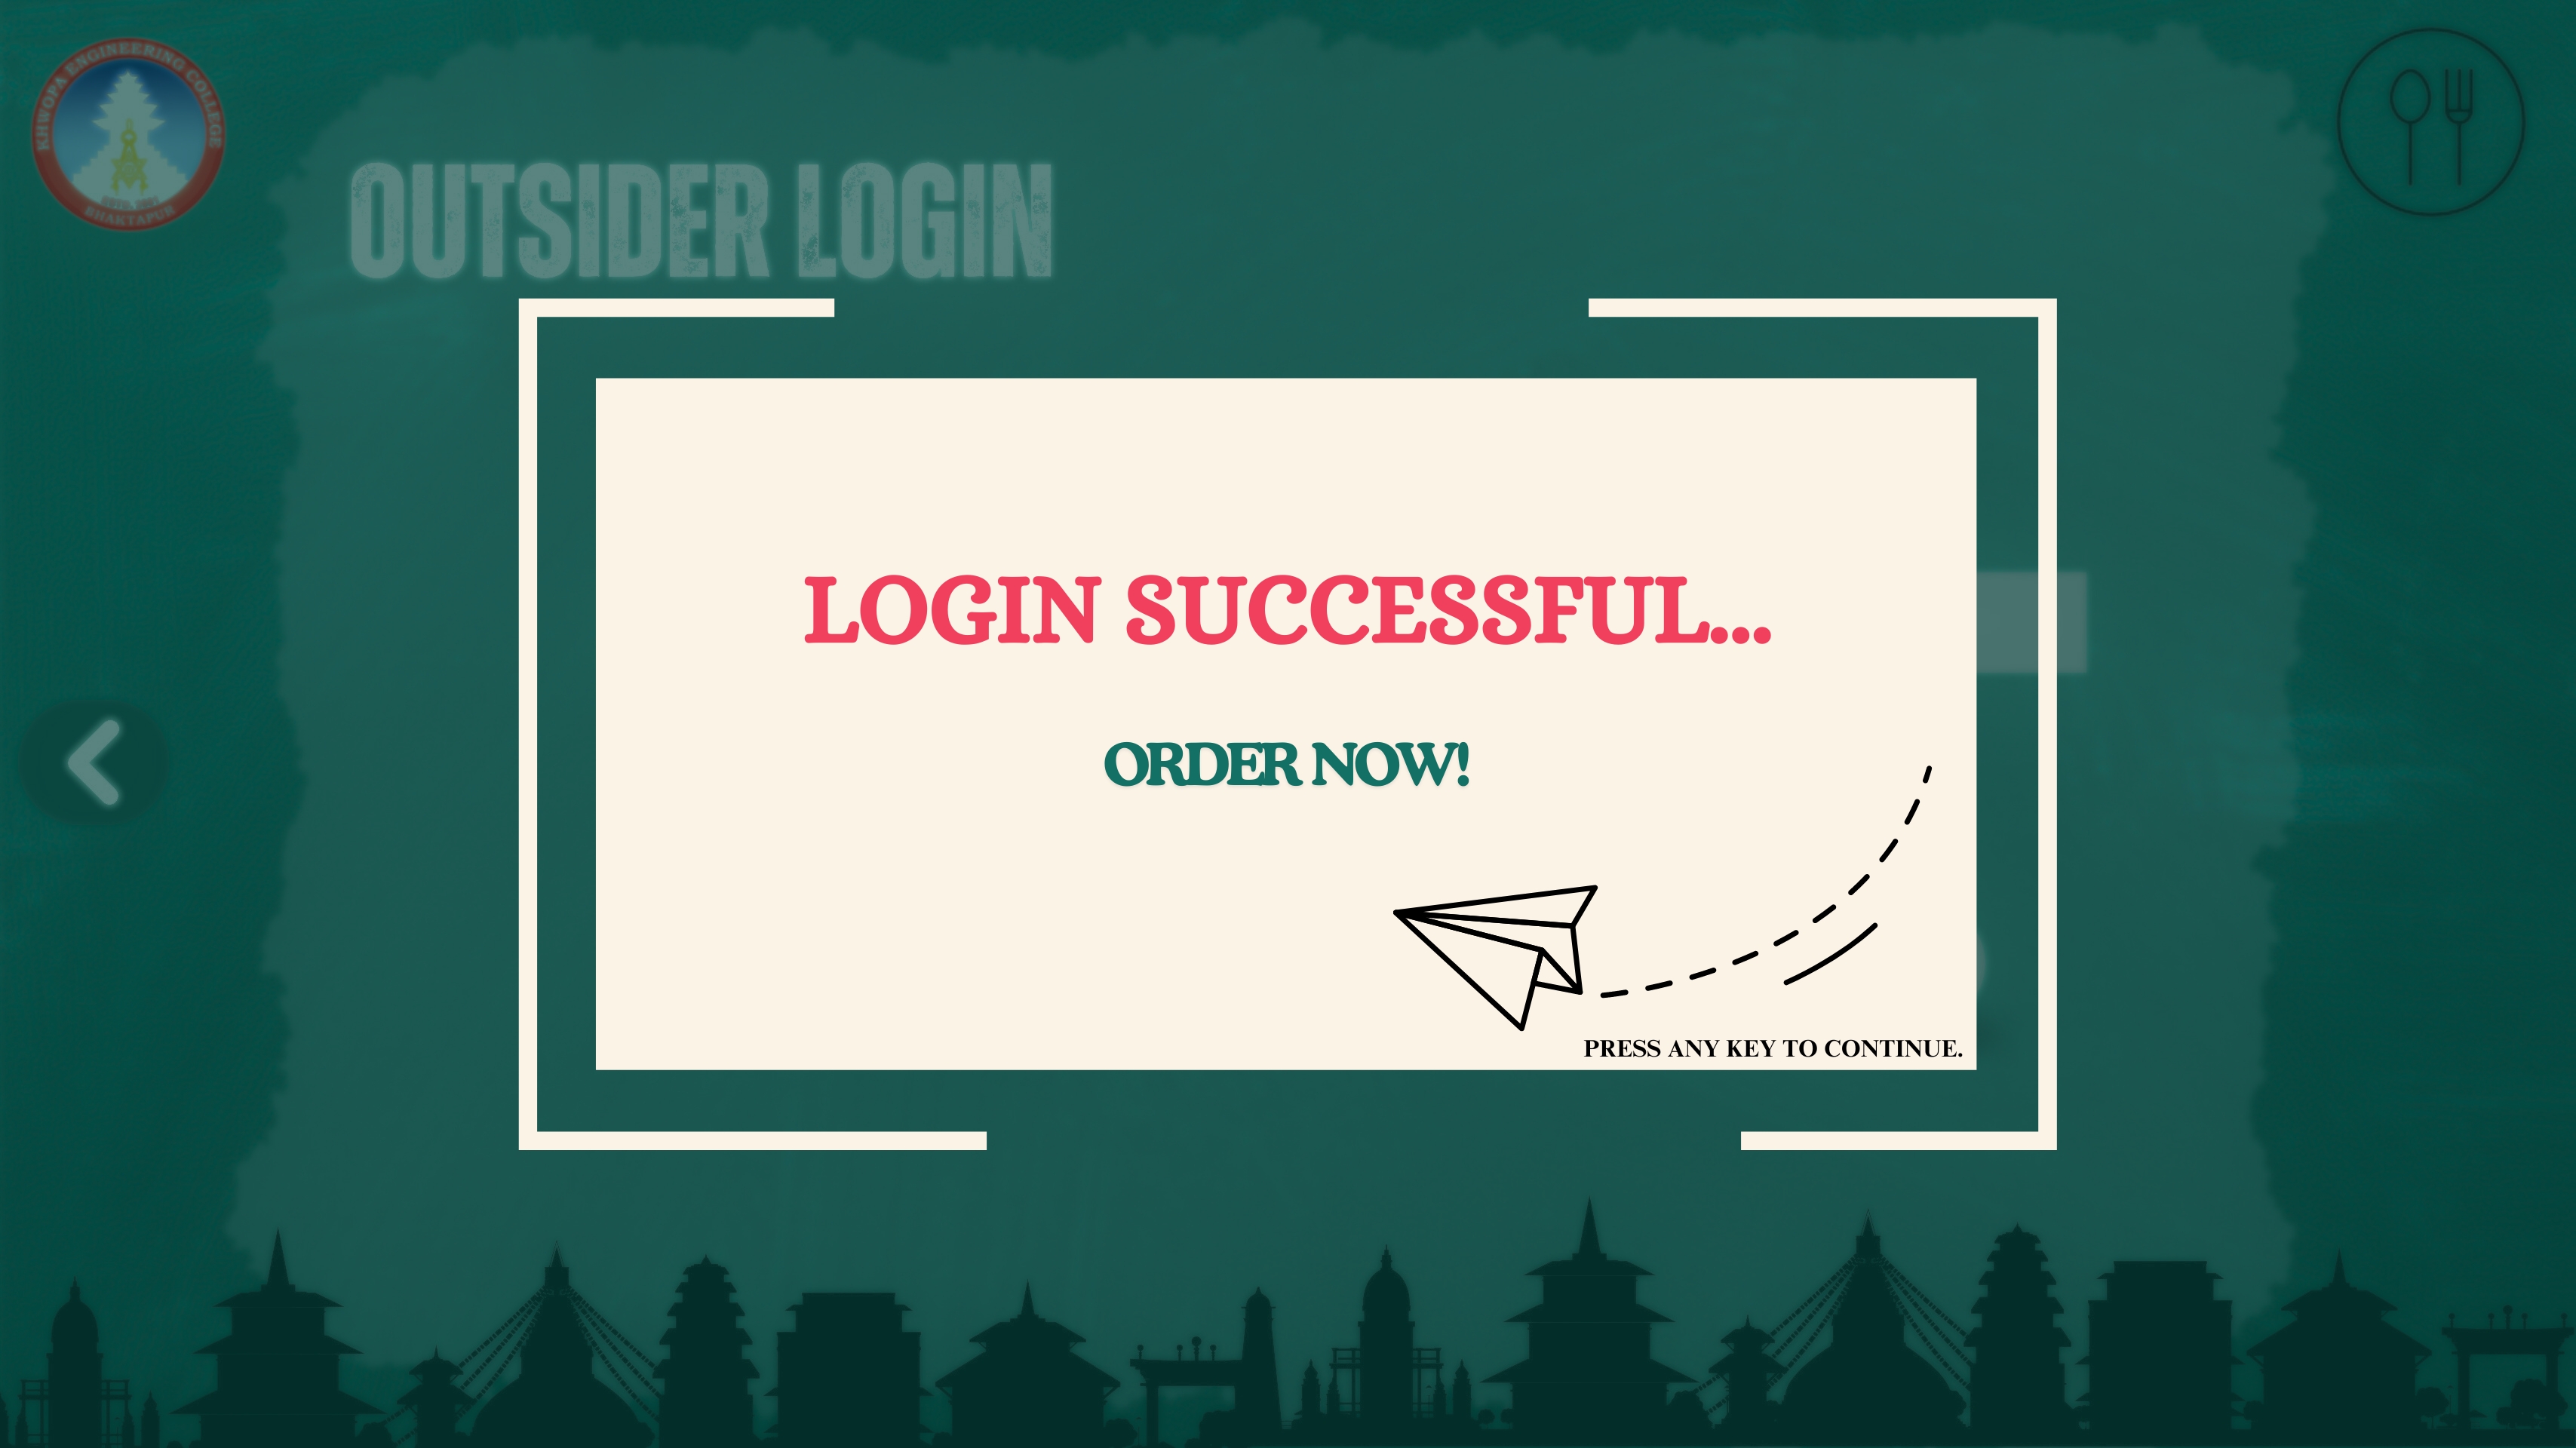 KHWOPA ENGINEERING COLLEGE
BHAKTAPUR
OUTSIDER LOGIN
LOGIN SUCCESSFUL...
ORDER NOW!
PRESS ANY KEY TO CONTINUE.